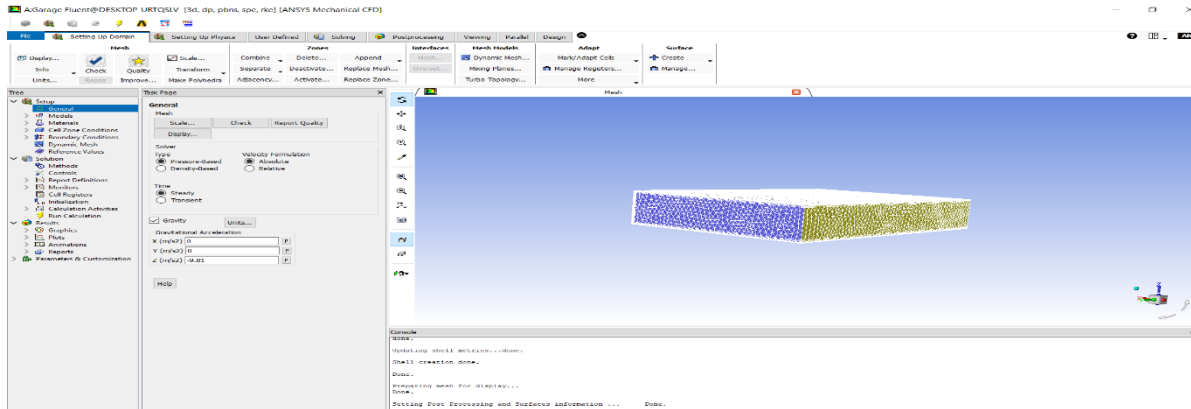 A:Garage Fluent@DESKTOP-URTQSLV [3d, dp, pbns, spe, rke] [ANSYS Mechanical CFD]
File Setting Up Domain Setting Up Physics User Defined Solving Postprocessing Viewing Parallel Design
Mesh Zones Interfaces Mesh Models Adapt Surface
Display... Scale... Combine Delete... Append Mesh... Dynamic Mesh... Mark/Adapt Cells Create
Info Check Quality Transform Separate Deactivate... Replace Mesh... Overset... Mixing Planes... Manage Registers... Manage...
Units... Repair Improve... Make Polyhedra Adjacency... Activate... Replace Zone... Turbo Topology... More
Tree
Setup
General
Models
Materials
Cell Zone Conditions
Boundary Conditions
Dynamic Mesh
Reference Values
Solution
Methods
Controls
Report Definitions
Monitors
Cell Registers
Initialization
Calculation Activities
Run Calculation
Results
Graphics
Plots
Animations
Reports
Parameters & Customization
Task Page
General
Mesh
Scale... Check Report Quality
Display...
Solver
Type Velocity Formulation
Pressure-Based Absolute
Density-Based Relative
Time
Steady
Transient
Gravity Units...
Gravitational Acceleration
X (m/s2) 0 P
Y (m/s2) 0 P
Z (m/s2) -9.81 P
Help
Mesh
Z
X
Console
done.
Updating shell metrics...done.
Shell creation done.
Done.
Preparing mesh for display...
Done.
Setting Post Processing and Surfaces information ... Done.